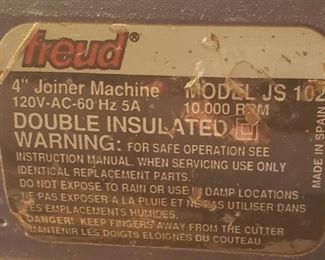 freud®
4" Joiner Machine MODEL JS 102
120V-AC-60 Hz 5A 10.000 RPM
DOUBLE INSULATED
WARNING: FOR SAFE OPERATION SEE
INSTRUCTION MANUAL. WHEN SERVICING USE ONLY
IDENTICAL REPLACEMENT PARTS.
DO NOT EXPOSE TO RAIN OR USE IN DAMP LOCATIONS
NE PAS EXPOSER A LA PLUIE ET NE PAS UTILISER DANS
LES EMPLACEMENTS HUMIDES.
DANGER: KEEP FINGERS AWAY FROM THE CUTTER
MANTENIR LES DOIGTS ELOIGNES DU COUTEAU.
MADE IN SPAIN